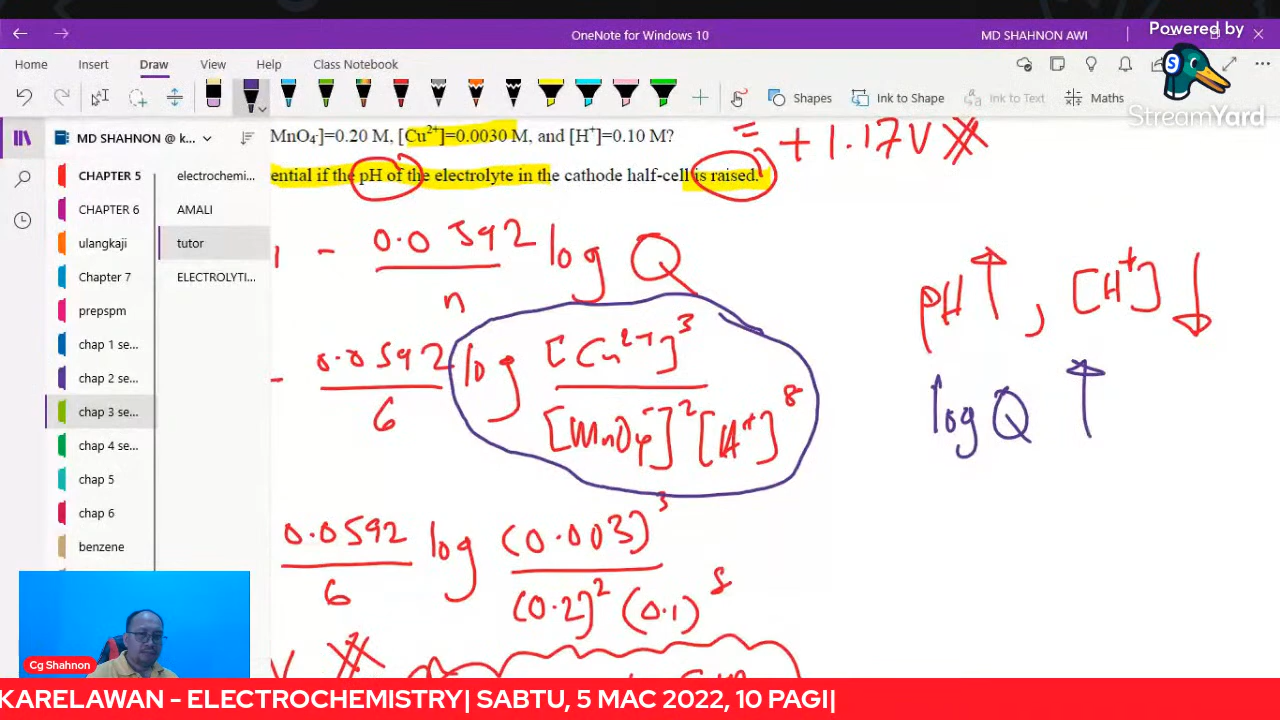 Powered by
StreamYard
OneNote for Windows 10
MD SHAHNON AWI
Home Insert Draw View Help Class Notebook
Shapes Ink to Shape Ink to Text Maths
MD SHAHNON @ k...
CHAPTER 5
CHAPTER 6
ulangkaji
Chapter 7
prepspm
chap 1 se...
chap 2 se...
chap 3 se...
chap 4 se...
chap 5
chap 6
benzene
electrochemi...
AMALI
tutor
ELECTROLYTI...
MnO₄⁻]=0.20 M, [Cu²⁺]=0.0030 M, and [H⁺]=0.10 M?
= + 1.17V
ential if the pH of the electrolyte in the cathode half-cell is raised.
- 0.0592/n log Q
- 0.0592/6 log [Cu²⁺]³/[MnO₄⁻]²[H⁺]⁸
0.0592/6 log (0.003)³/(0.2)²(0.1)⁸
V
pH ↑, [H⁺] ↓
log Q ↑
Cg Shahnon
KARELAWAN - ELECTROCHEMISTRY| SABTU, 5 MAC 2022, 10 PAGI|